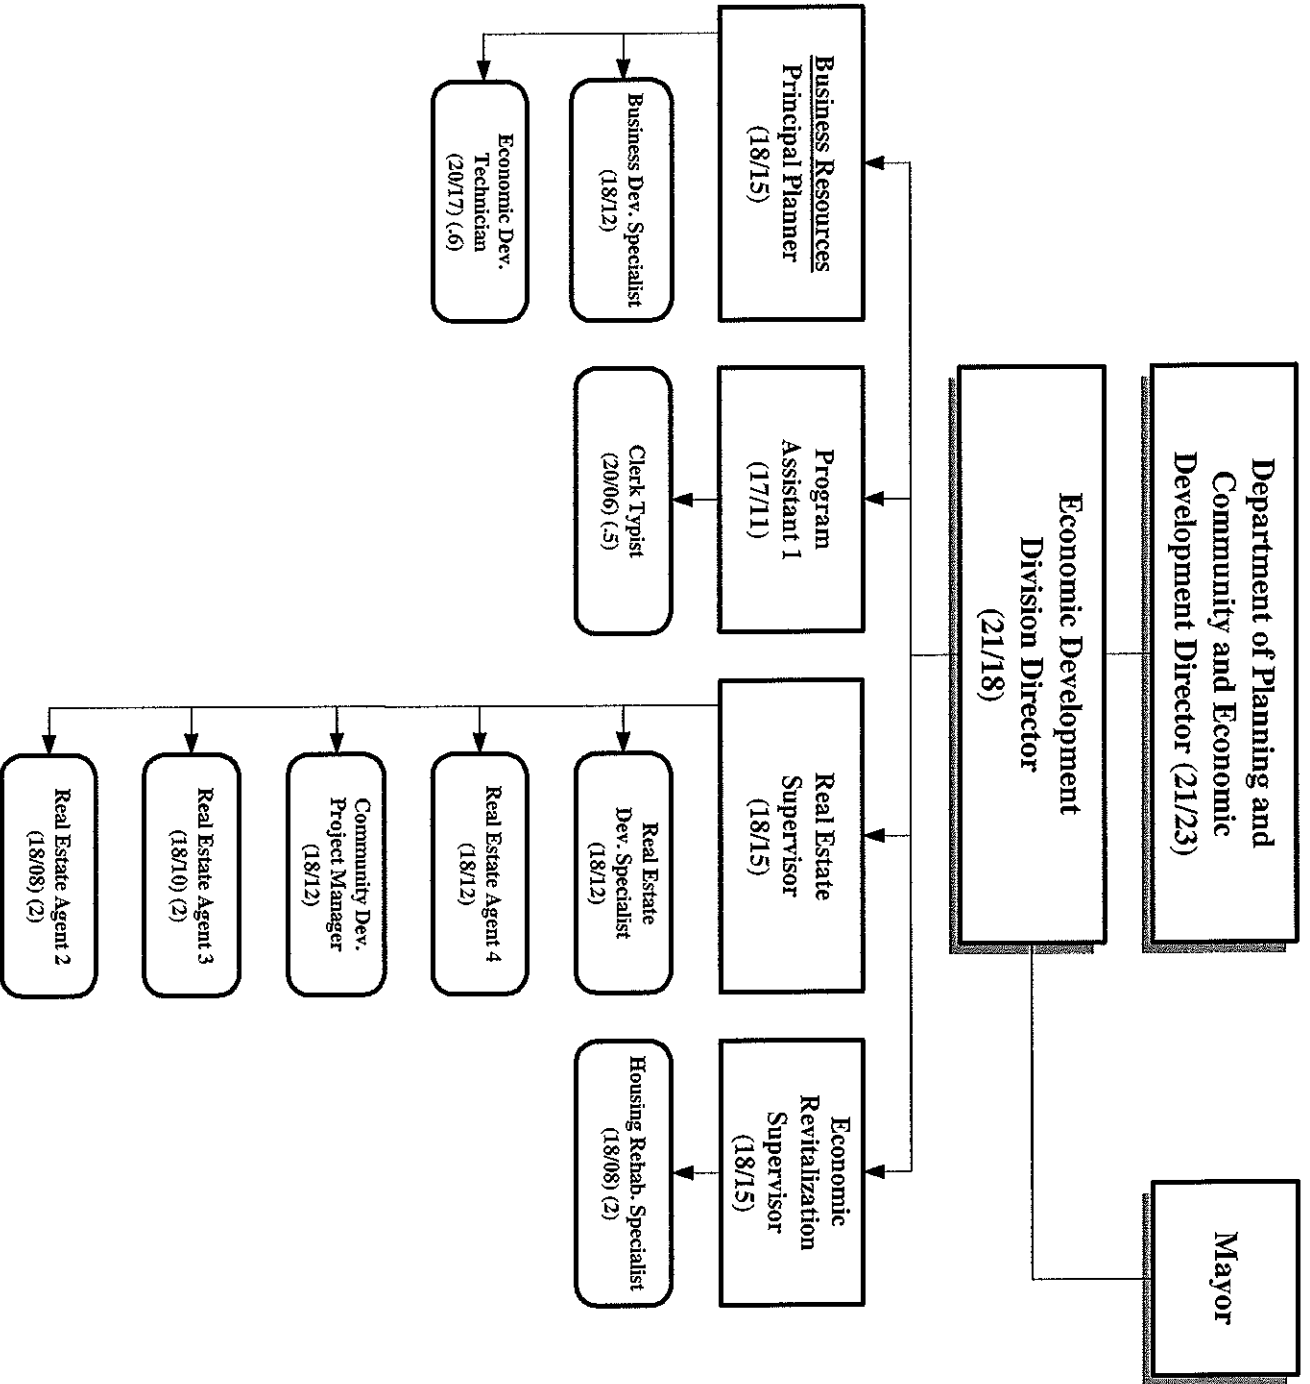 Department of Planning and
Community and Economic
Development Director (21/23)
Mayor
Economic Development
Division Director
(21/18)
Business Resources
Principal Planner
(18/15)
Program
Assistant 1
(17/11)
Real Estate
Supervisor
(18/15)
Economic
Revitalization
Supervisor
(18/15)
Business Dev. Specialist
(18/12)
Economic Dev.
Technician
(20/17) (.6)
Clerk Typist
(20/06) (.5)
Real Estate
Dev. Specialist
(18/12)
Real Estate Agent 4
(18/12)
Community Dev.
Project Manager
(18/12)
Real Estate Agent 3
(18/10) (2)
Real Estate Agent 2
(18/08) (2)
Housing Rehab. Specialist
(18/08) (2)